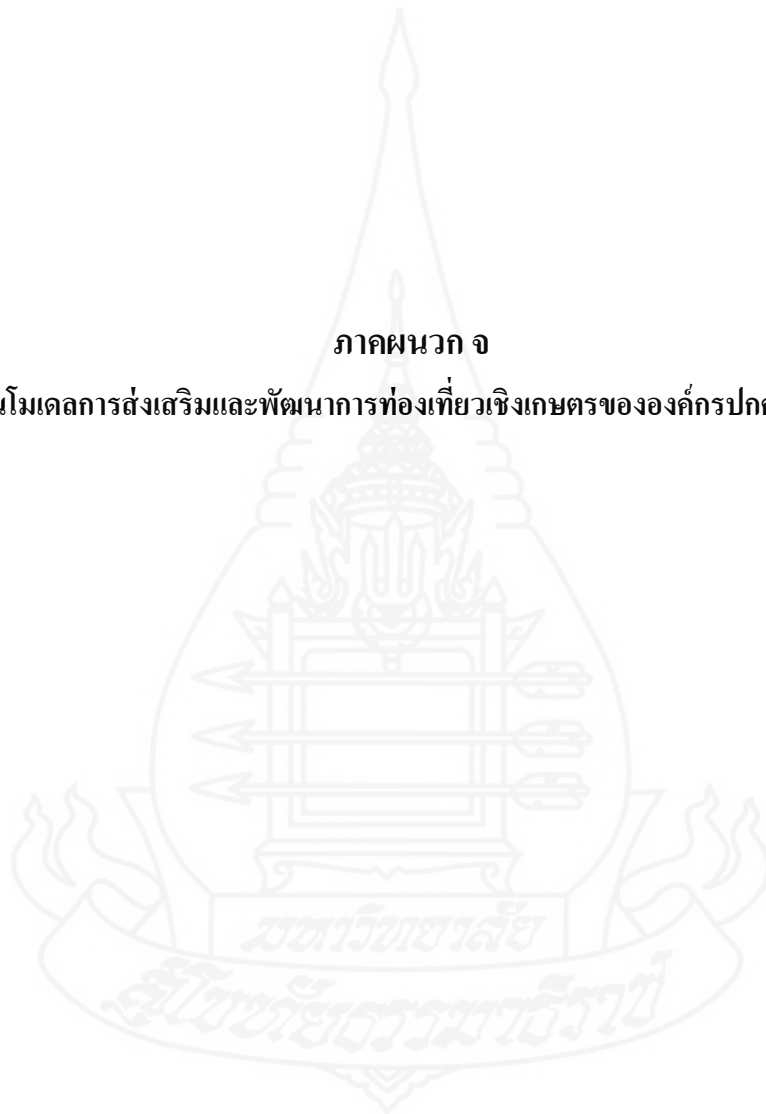 ภาคผนวก จ
นโมเดลการส่งเสริมและพัฒนาการท่องเที่ยวเชิงเกษตรขององค์กรปกค
มหาวิทยาลัย
สุโขทัยธรรมาธิราช